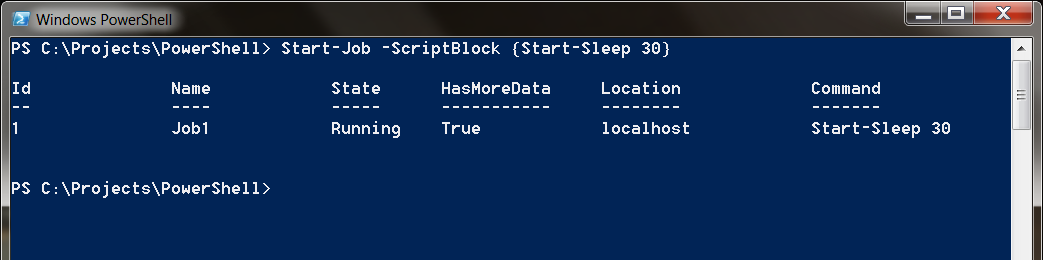 Windows PowerShell
PS C:\Projects\PowerShell> Start-Job -ScriptBlock {Start-Sleep 30}
Id Name State HasMoreData Location Command
-- ---- ----- ----------- -------- -------
1 Job1 Running True localhost Start-Sleep 30
PS C:\Projects\PowerShell>